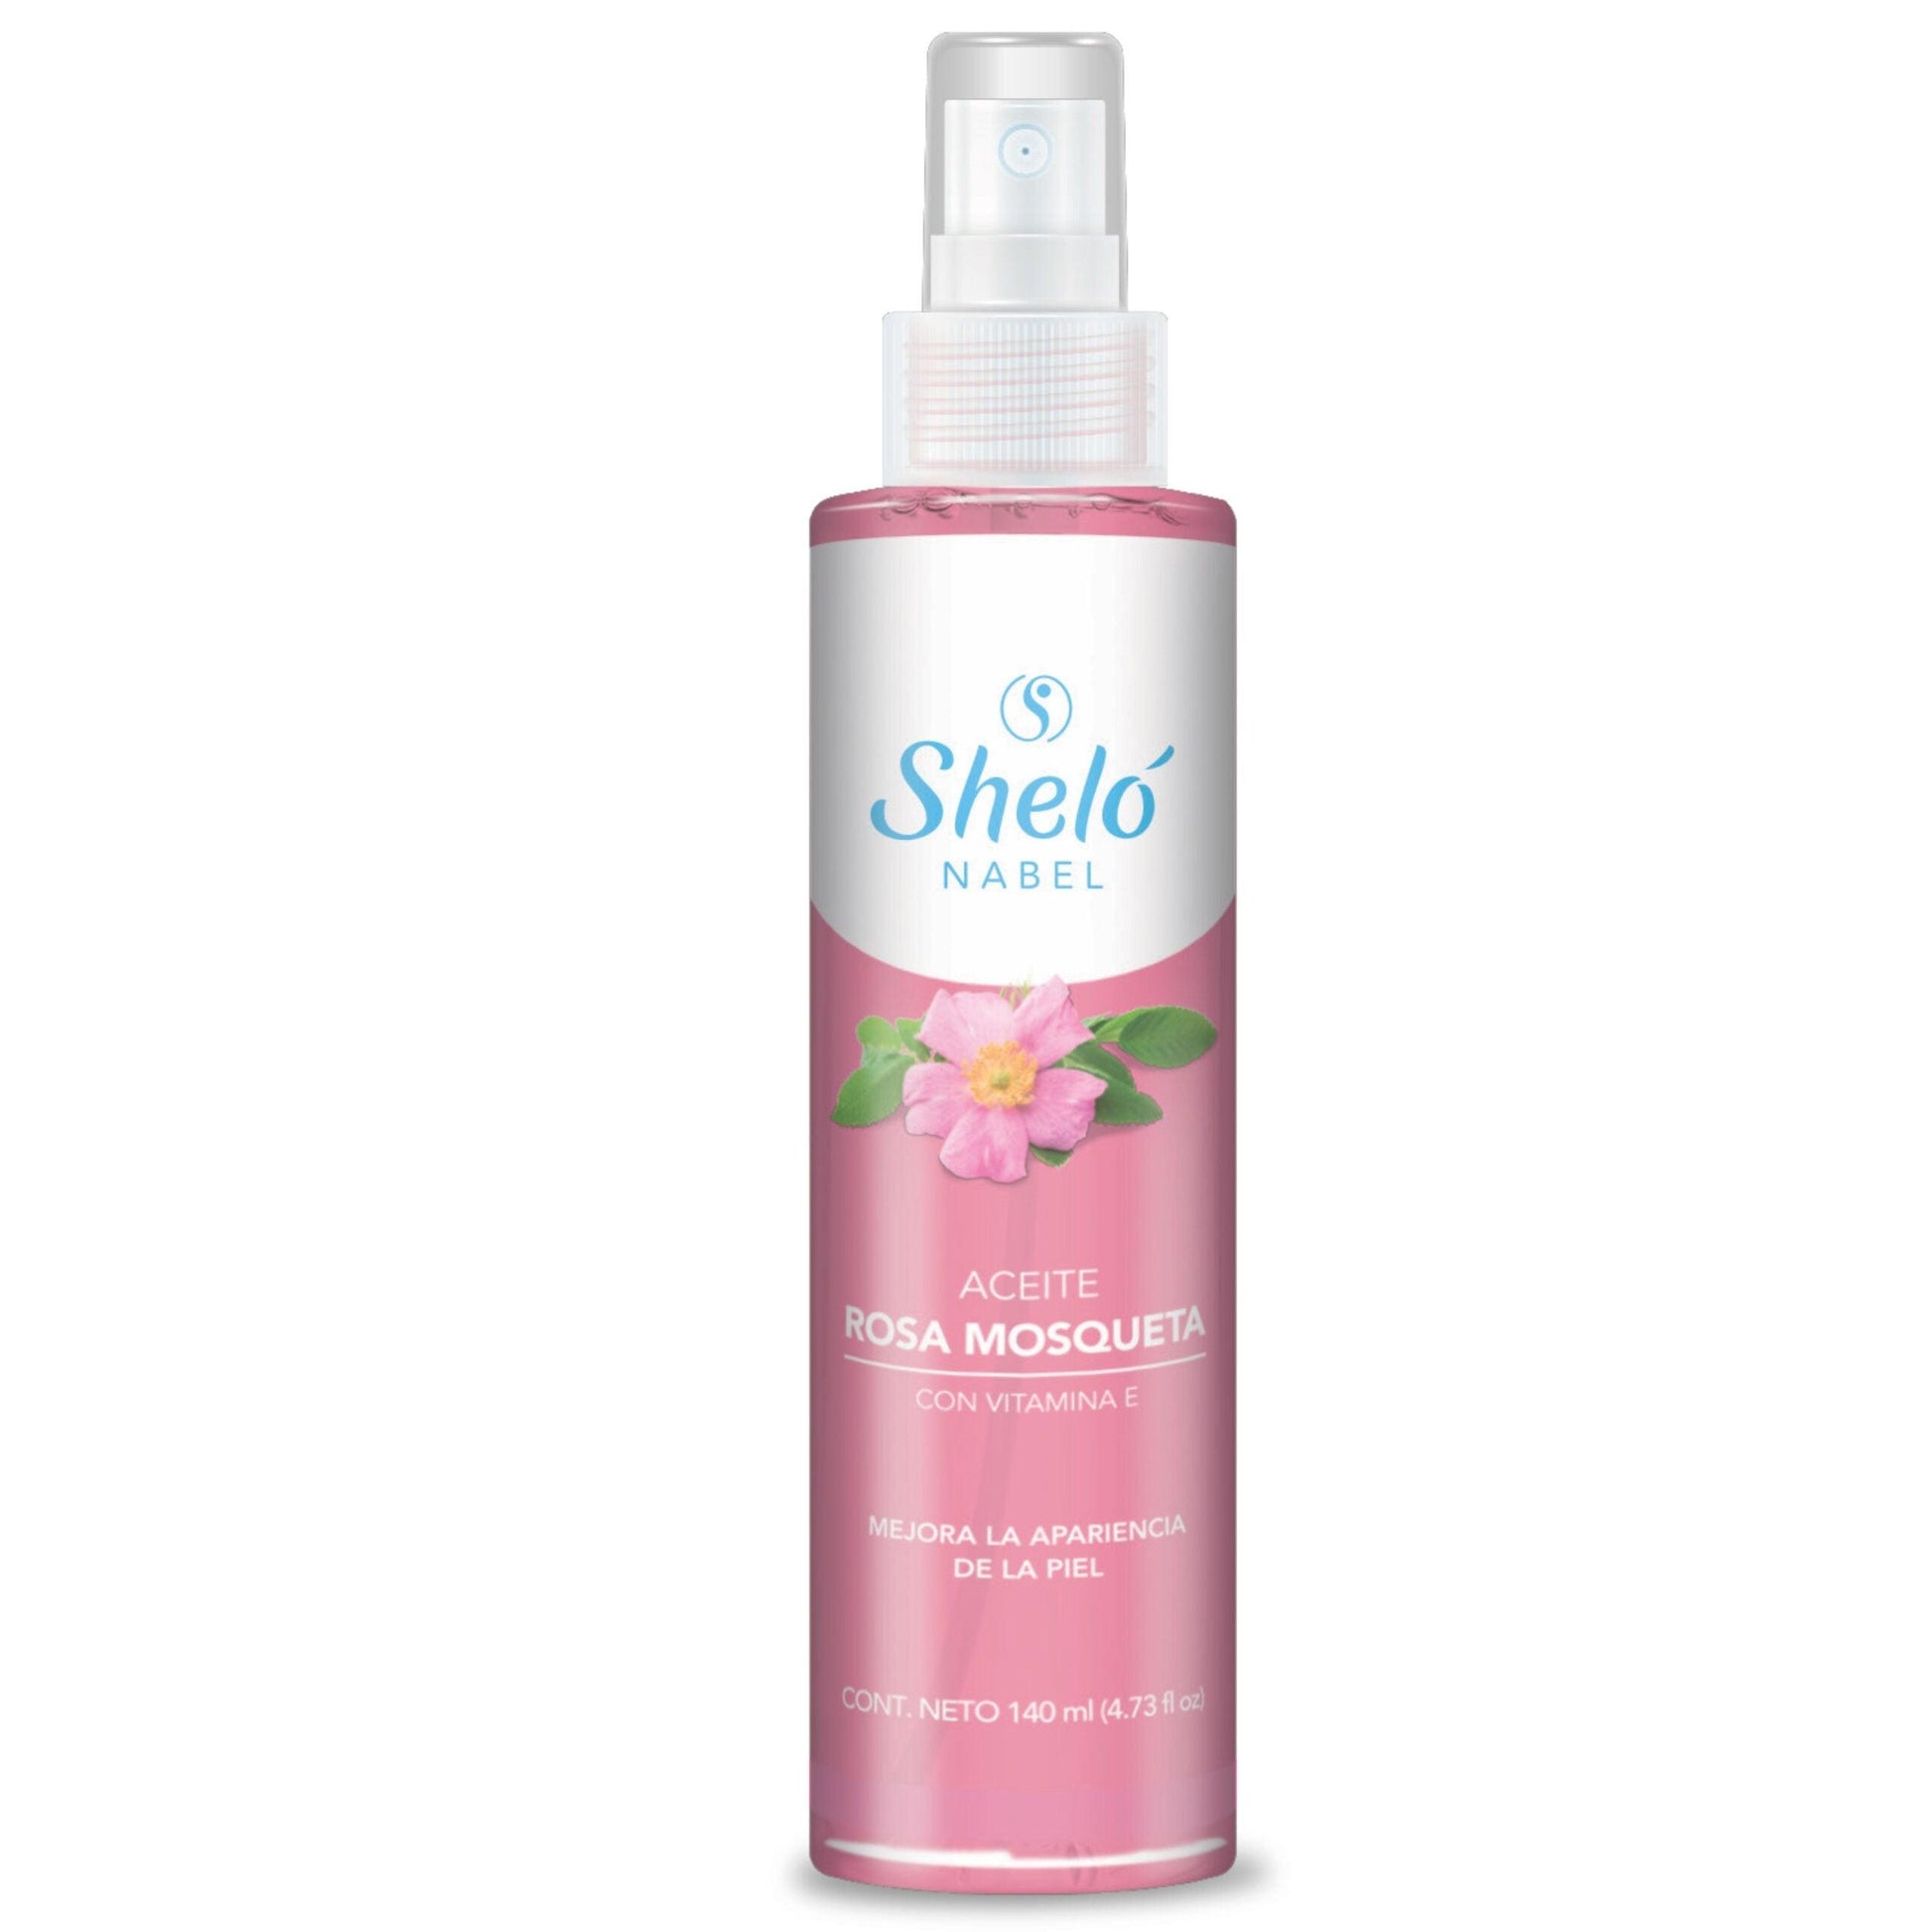 Sheló
NABEL
ACEITE
ROSA MOSQUETA
CON VITAMINA E
MEJORA LA APARIENCIA
DE LA PIEL
CONT. NETO 140 ml (4.73 fl oz)